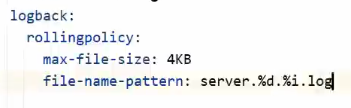 logback:
  rollingpolicy:
    max-file-size: 4KB
    file-name-pattern: server.%d.%i.log